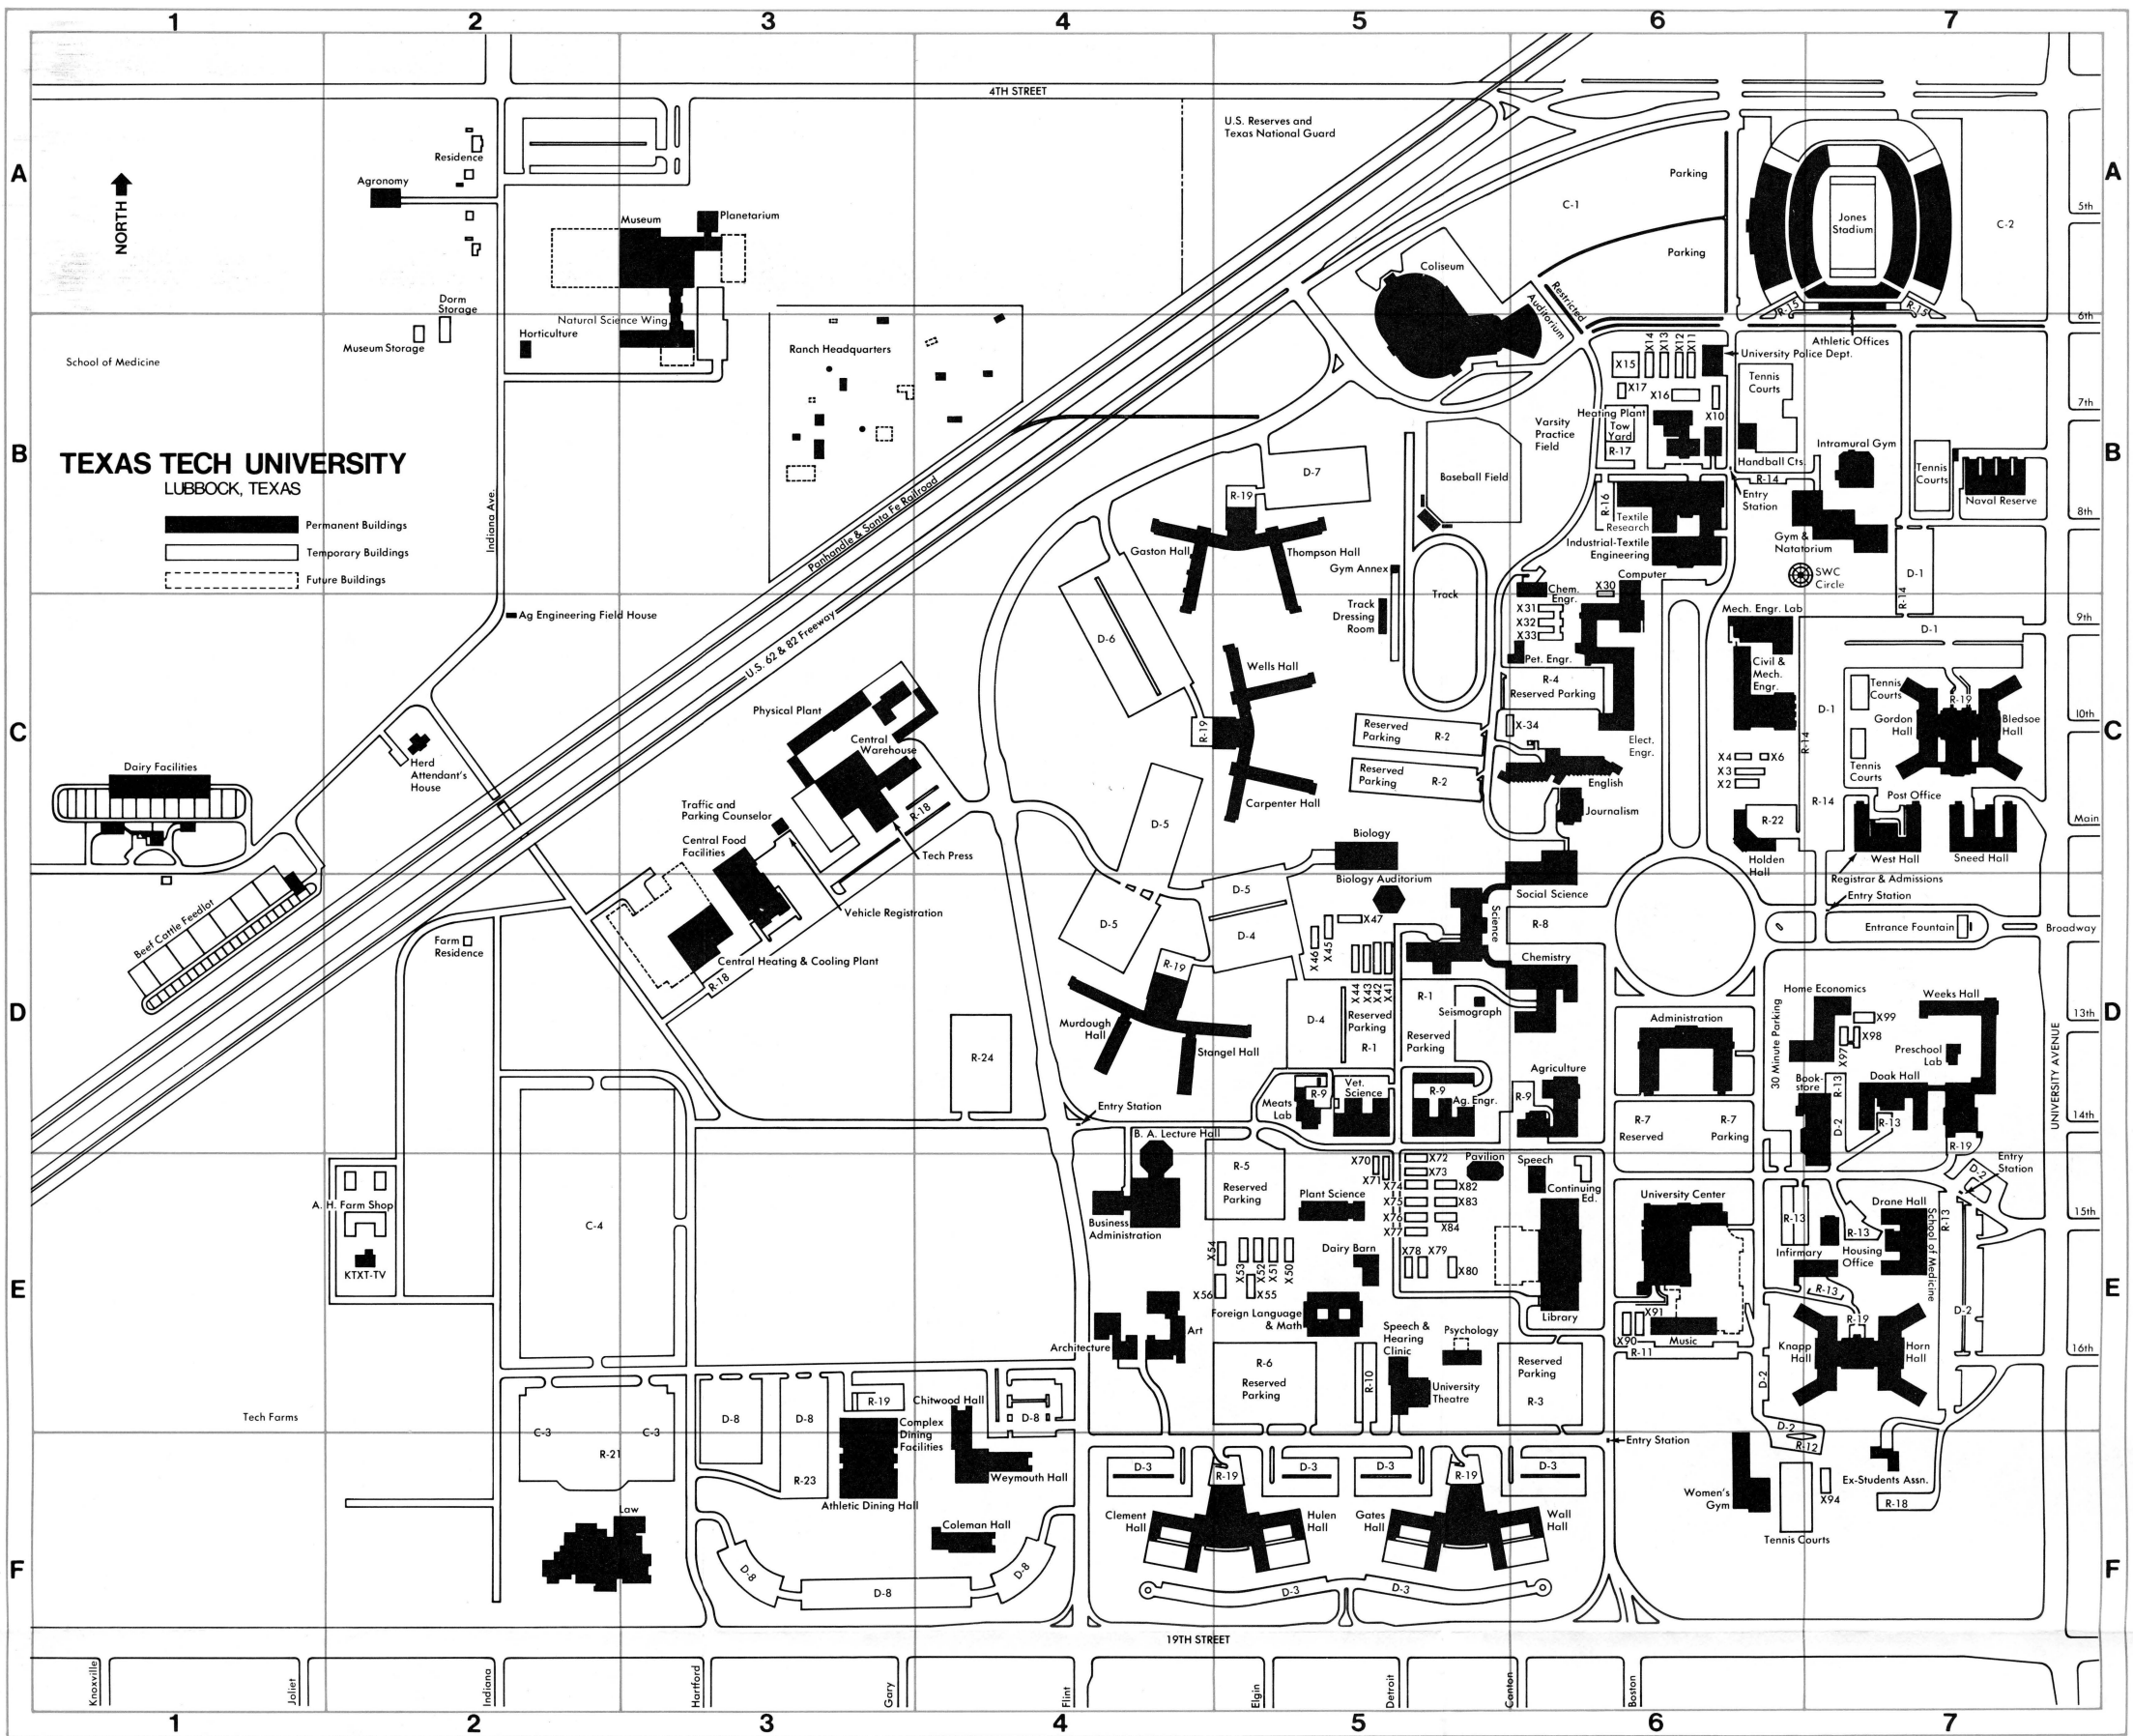 1 2 3 4 5 6 7
A
4TH STREET
U.S. Reserves and
Texas National Guard
NORTH
Residence
Agronomy
Museum
Planetarium
Parking
C-1
Parking
Jones
Stadium
C-2
5th
A
Coliseum
Auditorium
Restricted
R-15
R-15
6th
Dorm
Storage
Museum Storage
Horticulture
Natural Science Wing
Ranch Headquarters
School of Medicine
Athletic Offices
University Police Dept.
X14
X13
X12
X11
X15
X17
X16
X10
Tennis
Courts
7th
Heating Plant
Tow
Yard
R-17
Varsity
Practice
Field
Baseball Field
B
TEXAS TECH UNIVERSITY
LUBBOCK, TEXAS
Permanent Buildings
Temporary Buildings
Future Buildings
Indiana Ave.
Panhandle & Santa Fe Railroad
U.S. 62 & 82 Freeway
D-7
R-19
Handball Cts.
Intramural Gym
R-14
Entry
Station
Tennis
Courts
Naval Reserve
B
8th
R-16
Textile
Research
Industrial-Textile
Engineering
Gym &
Natatorium
SWC
Circle
D-1
R-14
Gaston Hall
Thompson Hall
Gym Annex
Track
Track
Dressing
Room
Computer
Chem.
Engr.
X30
X31
X32
X33
Pet. Engr.
R-4
Reserved Parking
Mech. Engr. Lab
Civil &
Mech.
Engr.
D-1
9th
Ag Engineering Field House
D-6
Wells Hall
R-19
Carpenter Hall
Reserved
Parking R-2
Reserved
Parking R-2
X-34
Elect.
Engr.
English
Journalism
D-1
R-14
Tennis
Courts
Gordon
Hall
R-19
Bledsoe
Hall
Tennis
Courts
10th
C
C
Physical Plant
Central
Warehouse
Herd
Attendant's
House
Dairy Facilities
Traffic and
Parking Counselor
Central Food
Facilities
R-18
Tech Press
Vehicle Registration
D-5
X4
X6
X3
X2
R-22
Holden
Hall
R-14
Post Office
West Hall
Sneed Hall
Main
Registrar & Admissions
Entry Station
Biology
Biology Auditorium
Social Science
D-5
D-5
D-4
X47
X46
X45
X44
X43
X42
X41
Science
R-8
Entrance Fountain
Broadway
Beef Cattle Feedlot
Farm
Residence
Central Heating & Cooling Plant
R-18
R-19
Chemistry
R-1
Seismograph
D-4
Reserved
Parking
R-1
Reserved
Parking
D
D
Murdough
Hall
Stangel Hall
R-24
Administration
30 Minute Parking
Home Economics
X99
X98
X97
Weeks Hall
Preschool
Lab
13th
UNIVERSITY AVENUE
Doak Hall
Book-
store
R-13
D-2
R-13
R-19
Agriculture
R-9
Ag. Engr.
R-9
Vet.
Science
R-9
Meats
Lab
R-7
Reserved
R-7
Parking
14th
Entry Station
B. A. Lecture Hall
Business
Administration
R-5
Reserved
Parking
X70
X71
X72
X73
X74
X75
X76
X77
X82
X83
X84
Pavilion
Speech
Continuing
Ed.
Plant Science
Dairy Barn
X78
X79
X80
Library
X54
X53
X52
X51
X50
X56
X55
Foreign Language
& Math
University Center
R-13
Infirmary
Drane Hall
R-13
Housing
Office
School of Medicine
R-13
D-2
Entry
Station
15th
A. H. Farm Shop
KTXT-TV
C-4
E
E
R-13
D-2
X91
X90
Music
R-11
R-19
Knapp
Hall
Horn
Hall
16th
Art
Architecture
R-6
Reserved
Parking
R-10
Speech &
Hearing
Clinic
Psychology
University
Theatre
Reserved
Parking
R-3
D-2
D-2
R-12
Tech Farms
C-3
C-3
R-21
D-8
D-8
R-23
R-19
Chitwood Hall
D-8
Complex
Dining
Facilities
Weymouth Hall
Athletic Dining Hall
Coleman Hall
Law
D-8
D-8
D-8
Entry Station
D-3
R-19
D-3
D-3
R-19
D-3
Clement
Hall
Hulen
Hall
Gates
Hall
Wall
Hall
D-3
D-3
Women's
Gym
Tennis Courts
X94
Ex-Students Assn.
R-18
F
F
19TH STREET
Knoxville
Joliet
Indiana
Hartford
Gary
Flint
Elgin
Detroit
Canton
Boston
1 2 3 4 5 6 7